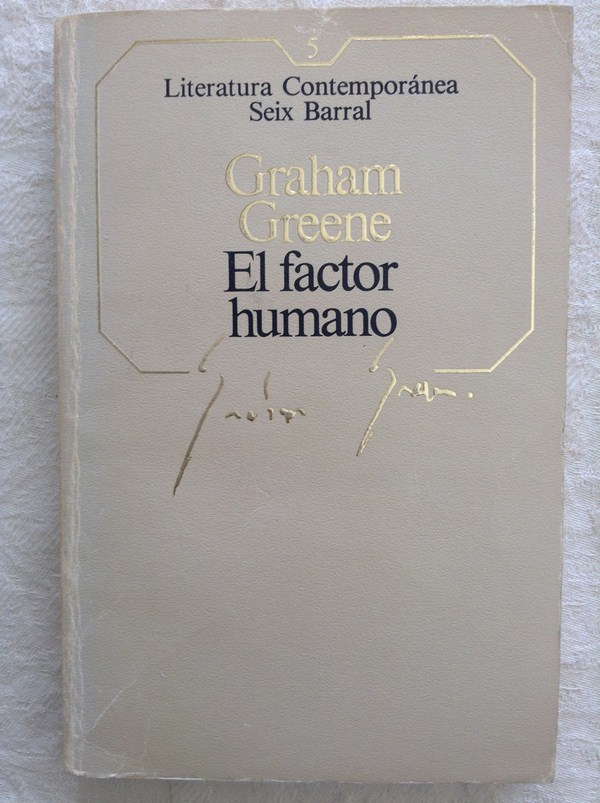 5
Literatura Contemporánea
Seix Barral
Graham
Greene
El factor
humano